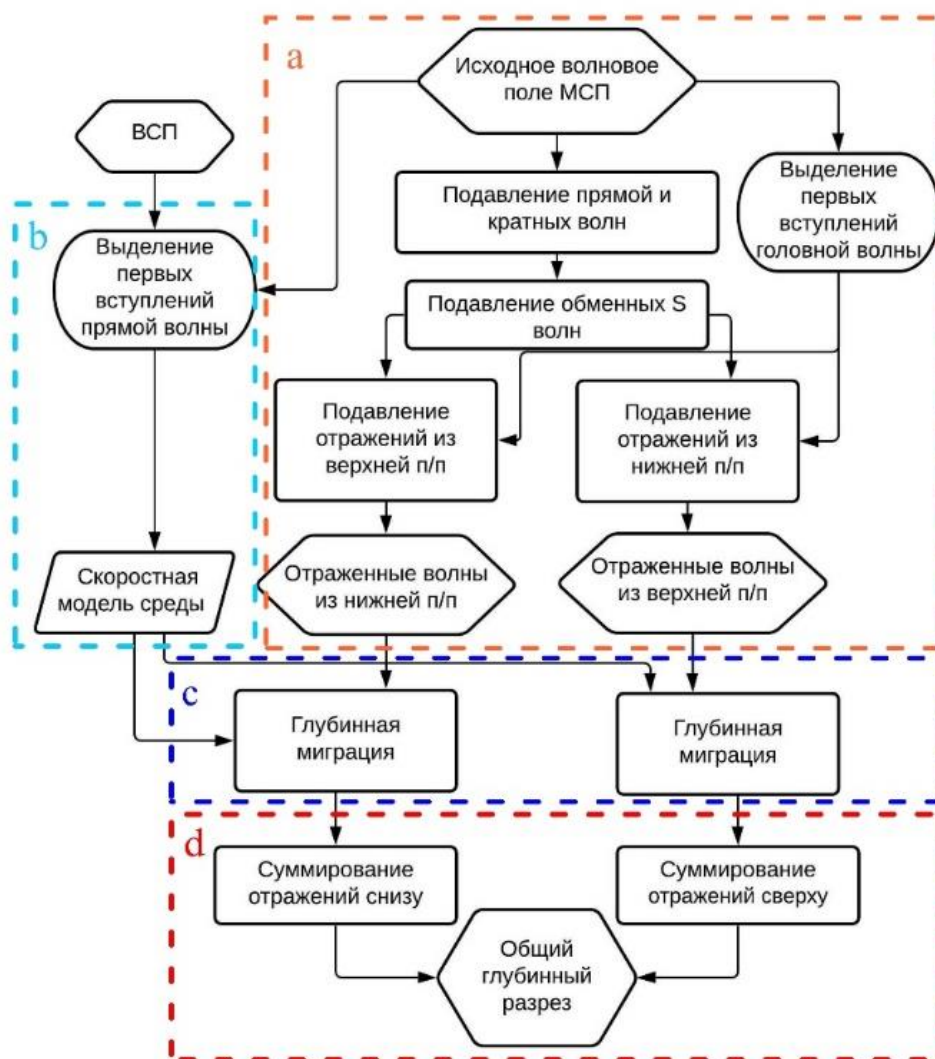 a
Исходное волновое
поле МСП
ВСП
Выделение
первых
вступлений
головной волны
Подавление прямой и
кратных волн
b
Выделение
первых
вступлений
прямой волны
Подавление обменных S
волн
Подавление
отражений из
верхней п/п
Подавление
отражений из
нижней п/п
Скоростная
модель среды
Отраженные волны
из нижней п/п
Отраженные волны
из верхней п/п
c
Глубинная
миграция
Глубинная
миграция
d
Суммирование
отражений снизу
Суммирование
отражений сверху
Общий
глубинный
разрез